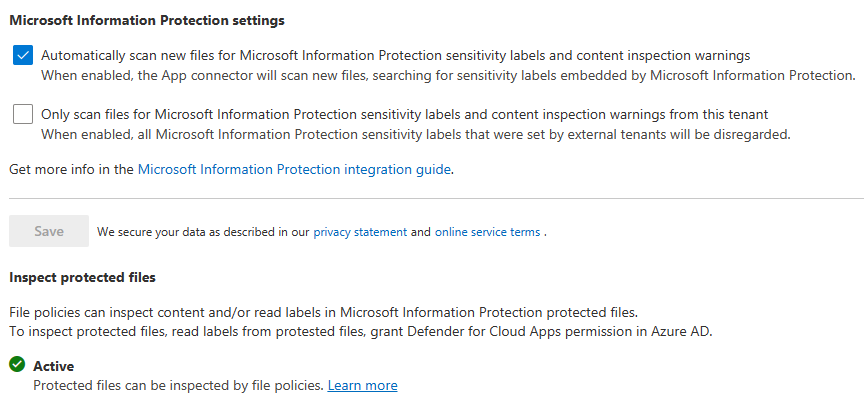 Microsoft Information Protection settings
Automatically scan new files for Microsoft Information Protection sensitivity labels and content inspection warnings
When enabled, the App connector will scan new files, searching for sensitivity labels embedded by Microsoft Information Protection.
Only scan files for Microsoft Information Protection sensitivity labels and content inspection warnings from this tenant
When enabled, all Microsoft Information Protection sensitivity labels that were set by external tenants will be disregarded.
Get more info in the Microsoft Information Protection integration guide.
Save We secure your data as described in our privacy statement and online service terms .
Inspect protected files
File policies can inspect content and/or read labels in Microsoft Information Protection protected files.
To inspect protected files, read labels from protested files, grant Defender for Cloud Apps permission in Azure AD.
Active
Protected files can be inspected by file policies. Learn more